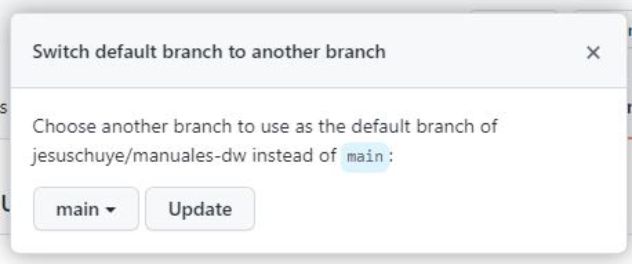 Switch default branch to another branch
Choose another branch to use as the default branch of
jesuschuye/manuales-dw instead of main:
main Update